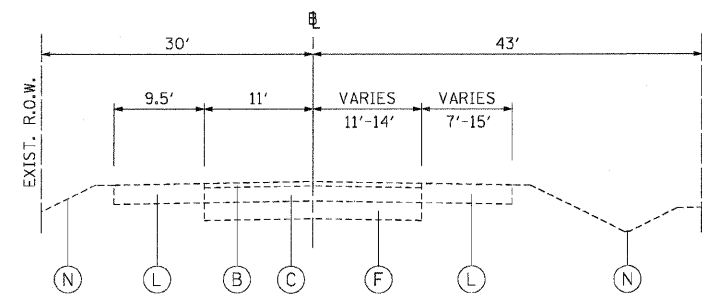 ℄
30' 43'
9.5' 11' VARIES VARIES
11'-14' 7'-15'
EXIST. R.O.W.
N L B C F L N